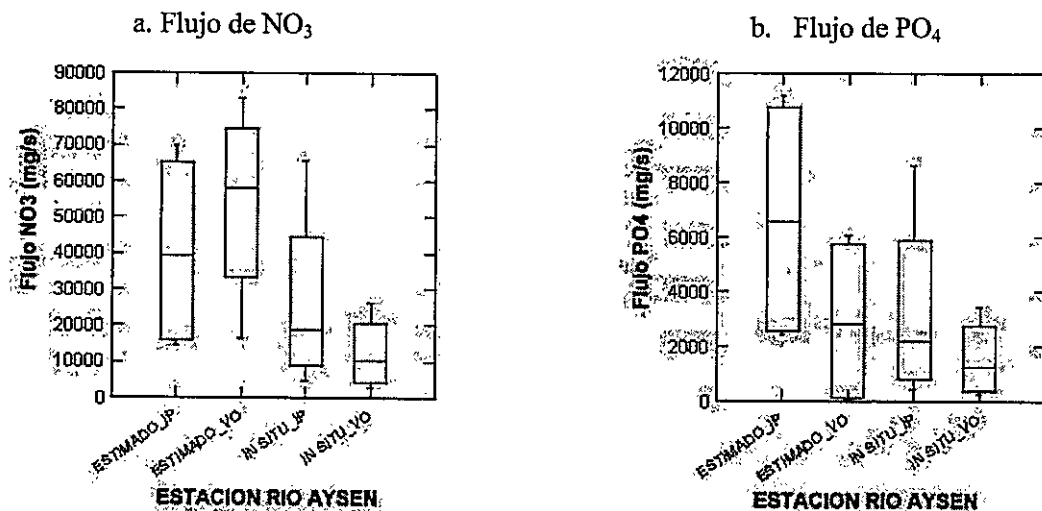 a. Flujo de NO₃
Flujo NO3 (mg/s)
90000
80000
70000
60000
50000
40000
30000
20000
10000
0
ESTIMADO_JP
ESTIMADO_VO
IN SITU_JP
IN SITU_VO
ESTACION RIO AYSEN
b. Flujo de PO₄
Flujo PO4 (mg/s)
12000
10000
8000
6000
4000
2000
0
ESTIMADO_JP
ESTIMADO_VO
IN SITU_JP
IN SITU_VO
ESTACION RIO AYSEN